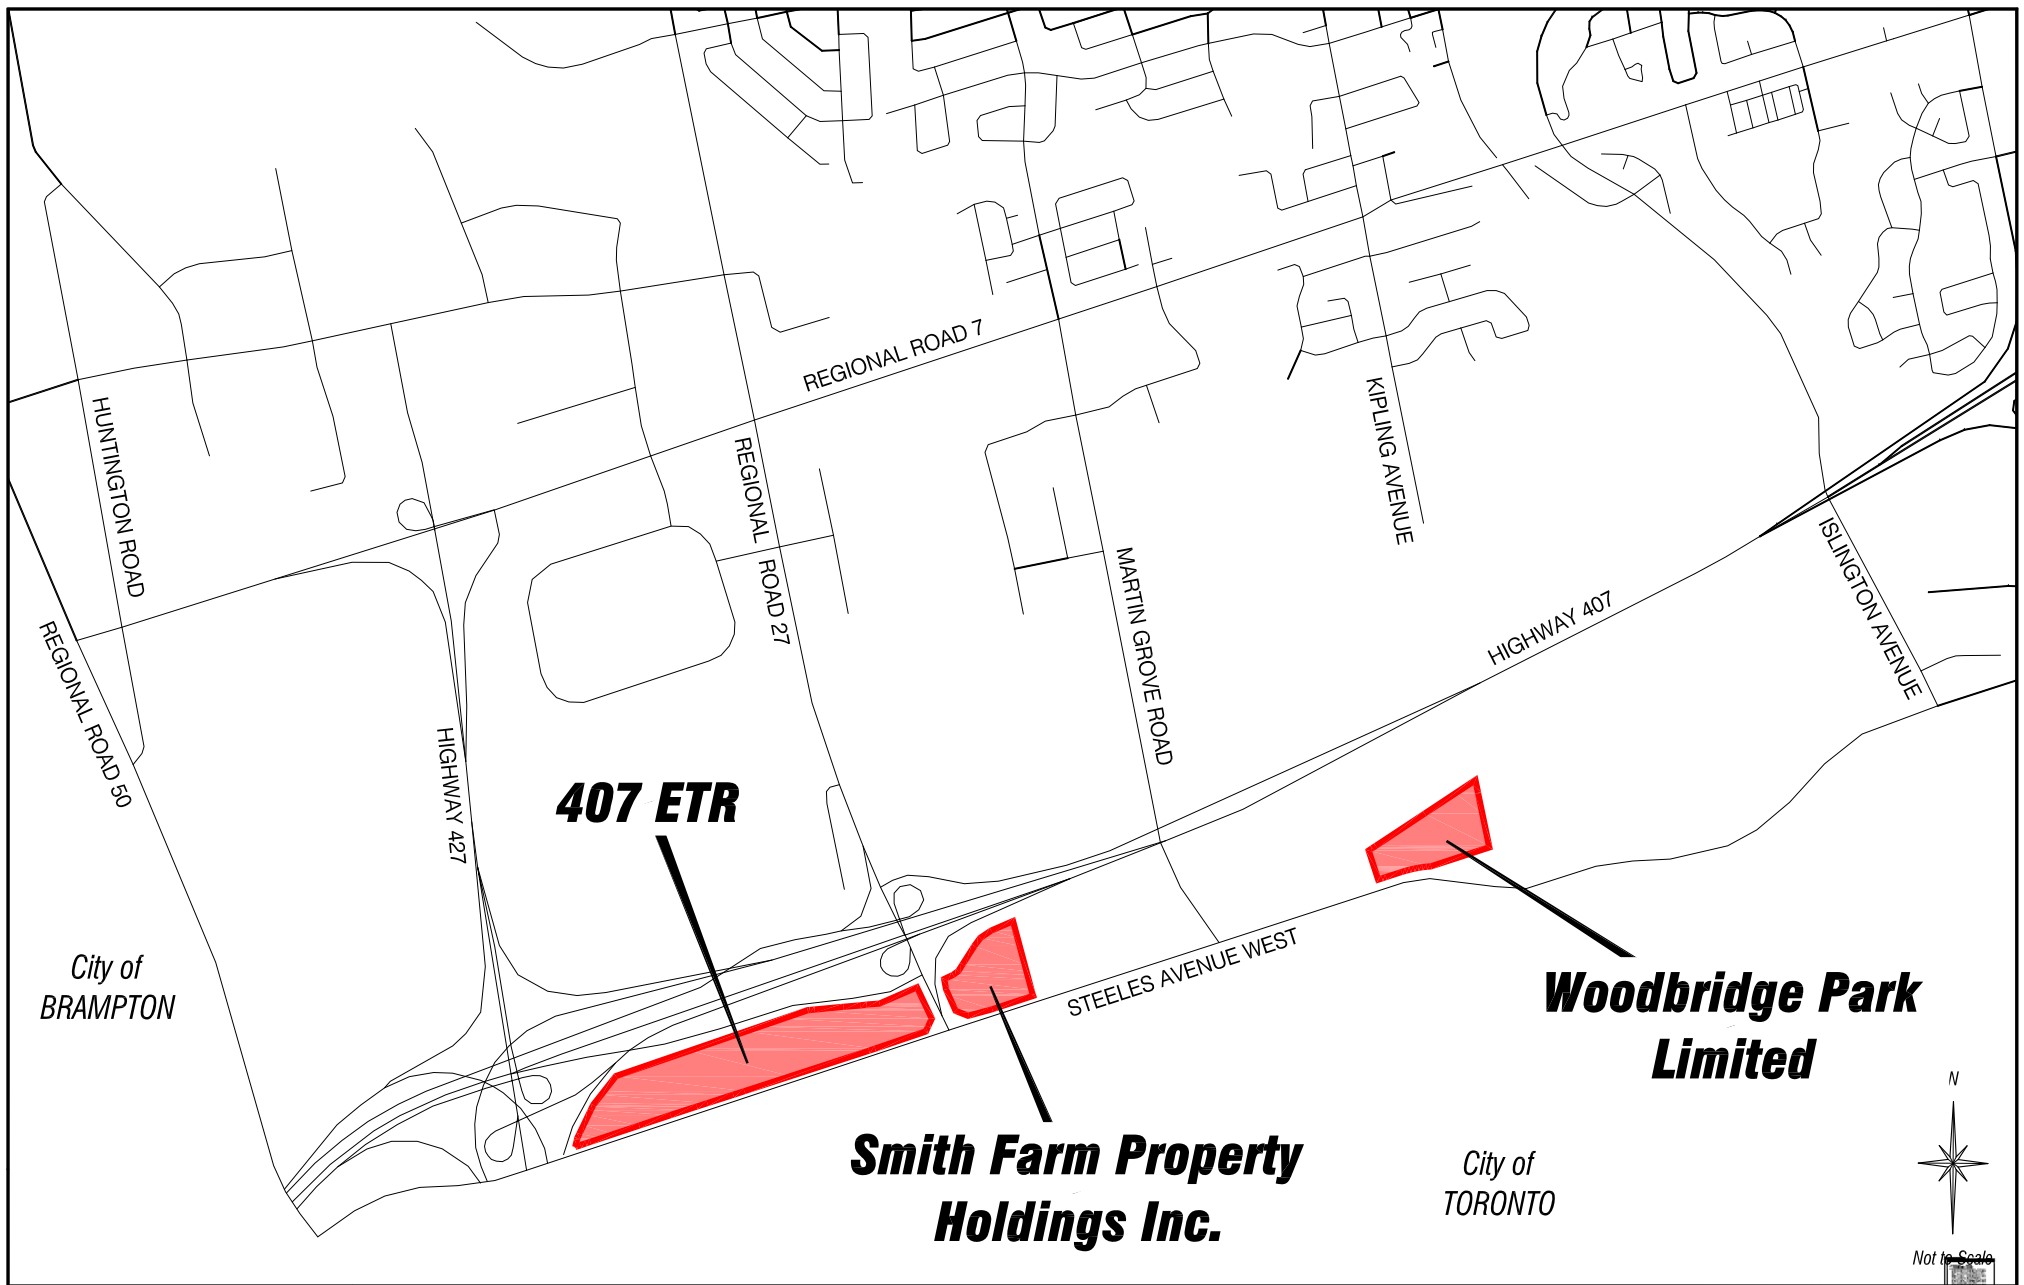 REGIONAL ROAD 7
HUNTINGTON ROAD
KIPLING AVENUE
REGIONAL ROAD 27
ISLINGTON AVENUE
MARTIN GROVE ROAD
HIGHWAY 407
REGIONAL ROAD 50
HIGHWAY 427
407 ETR
City of
BRAMPTON
STEELES AVENUE WEST
Woodbridge Park
Limited
Smith Farm Property
Holdings Inc.
City of
TORONTO
N
Not to Scale